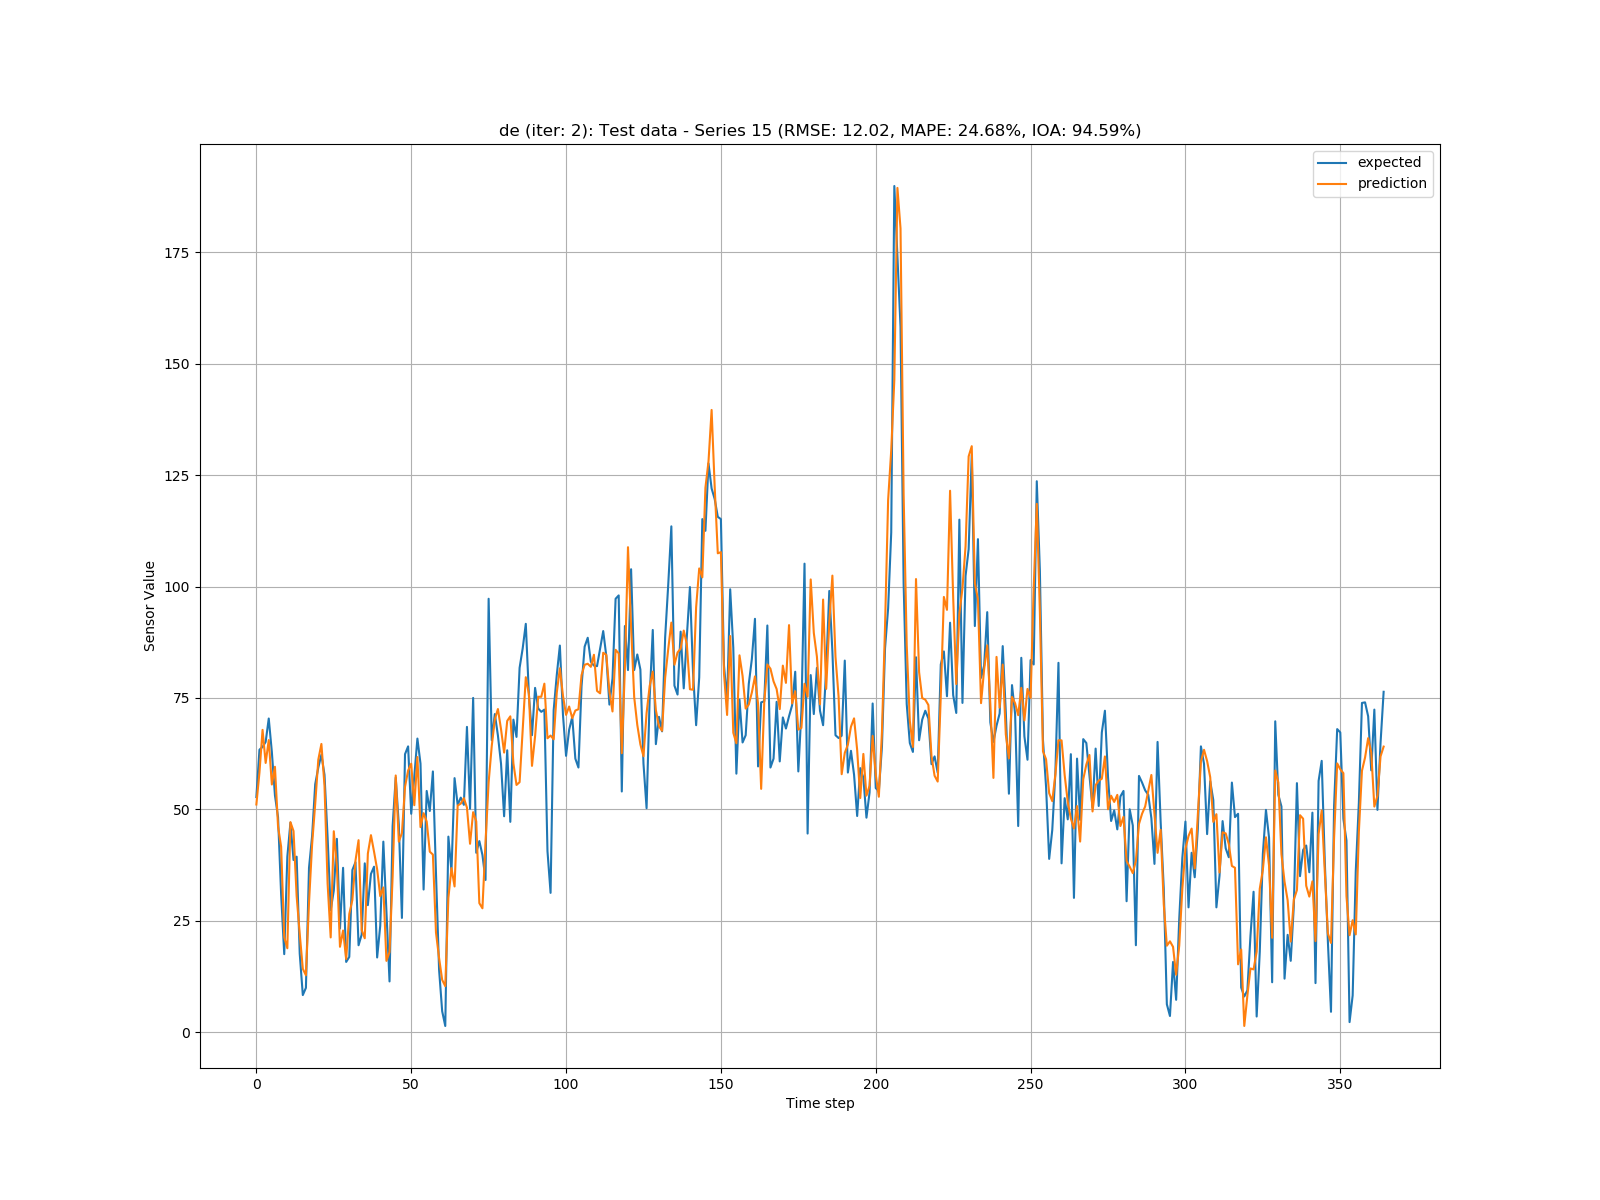 de (iter: 2): Test data - Series 15 (RMSE: 12.02, MAPE: 24.68%, IOA: 94.59%)
expected
prediction
175
150
125
100
75
50
25
0
Sensor Value
0 50 100 150 200 250 300 350
Time step